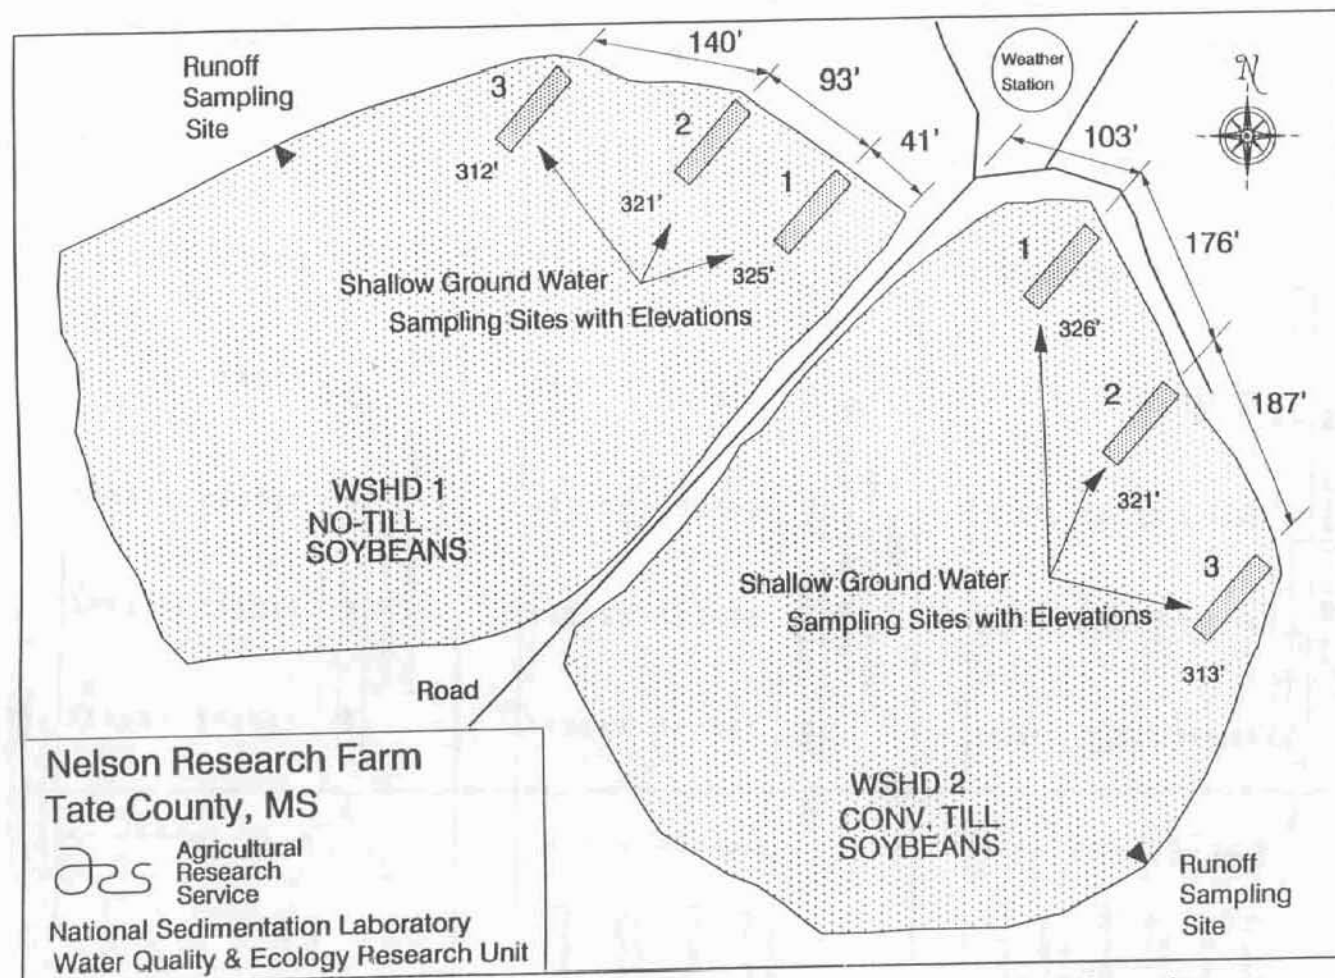 Runoff
Sampling
Site
3
140'
2
93'
1
41'
312'
321'
325'
Shallow Ground Water
Sampling Sites with Elevations
WSHD 1
NO-TILL
SOYBEANS
Road
Weather
Station
N
103'
176'
187'
1
326'
2
321'
3
313'
Shallow Ground Water
Sampling Sites with Elevations
WSHD 2
CONV. TILL
SOYBEANS
Runoff
Sampling
Site
Nelson Research Farm
Tate County, MS
ars
Agricultural
Research
Service
National Sedimentation Laboratory
Water Quality & Ecology Research Unit